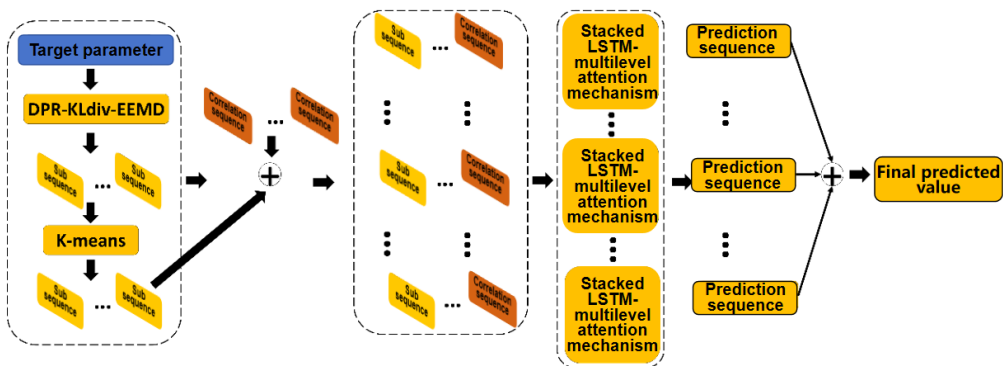 Target parameter
DPR-KLdiv-EEMD
Sub
sequence
...
Sub
sequence
K-means
Sub
sequence
...
Sub
sequence
Correlation
sequence
...
Correlation
sequence
Sub
sequence
...
Correlation
sequence
Sub
sequence
...
Correlation
sequence
Sub
sequence
...
Correlation
sequence
Stacked
LSTM-
multilevel
attention
mechanism
Stacked
LSTM-
multilevel
attention
mechanism
Stacked
LSTM-
multilevel
attention
mechanism
Prediction
sequence
Prediction
sequence
Prediction
sequence
Final predicted
value